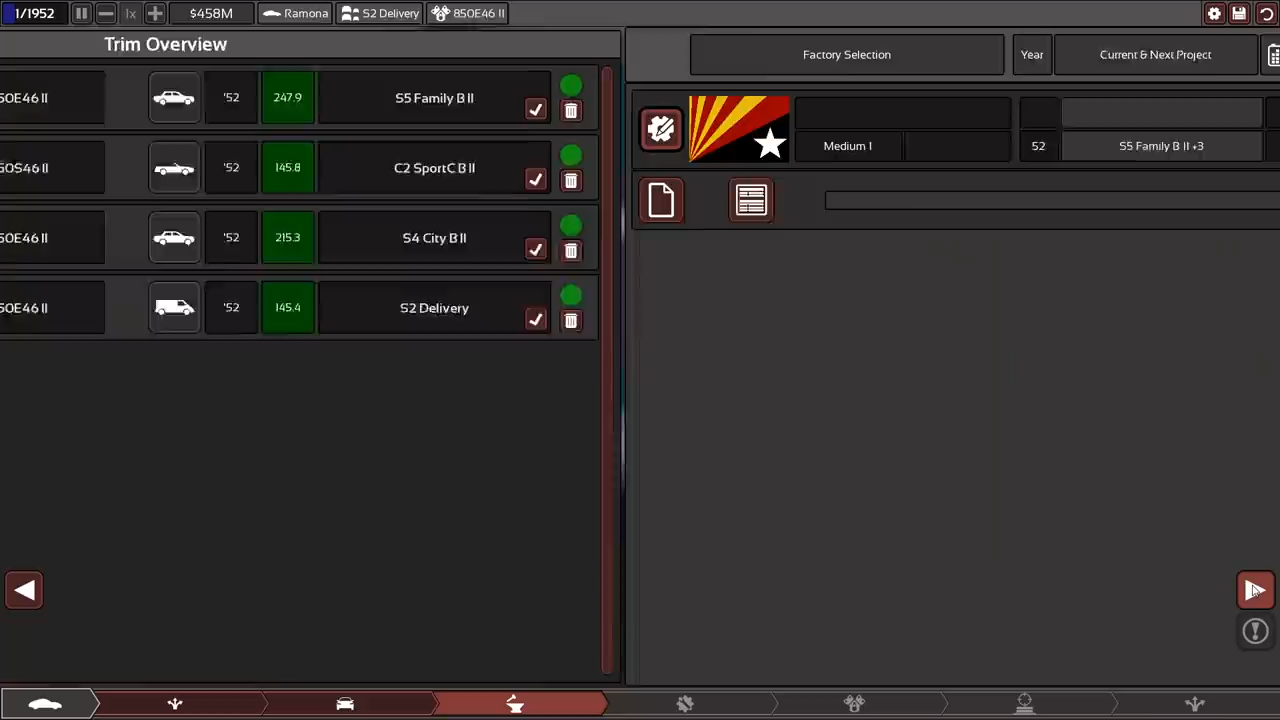 1/1952 1x $458M Ramona S2 Delivery 850E46 II
Trim Overview
Factory Selection Year Current & Next Project
50E46 II '52 247.9 S5 Family B II
Medium 1 52 S5 Family B II +3
GOS46 II '52 145.8 C2 SportC B II
50E46 II '52 215.3 S4 City B II
50E46 II '52 145.4 S2 Delivery